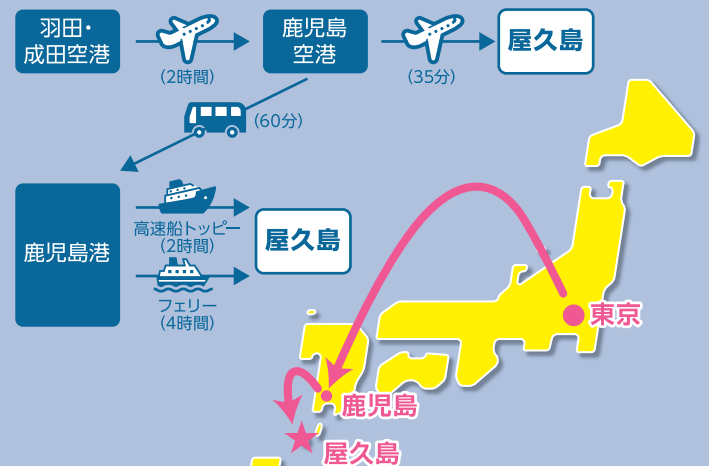 羽田・
成田空港
(2時間)
鹿児島
空港
(35分)
屋久島
(60分)
鹿児島港
高速船トッピー
(2時間)
屋久島
フェリー
(4時間)
東京
鹿児島
屋久島